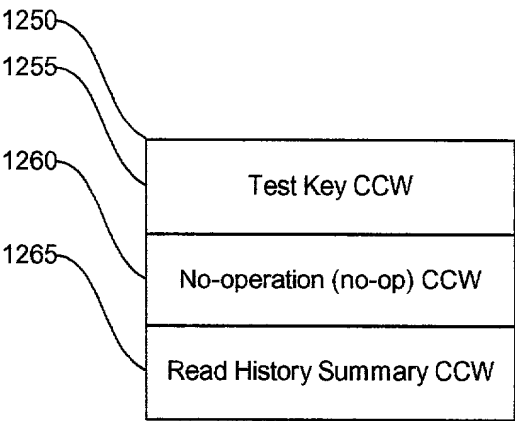 1250
1255
Test Key CCW
1260
No-operation (no-op) CCW
1265
Read History Summary CCW